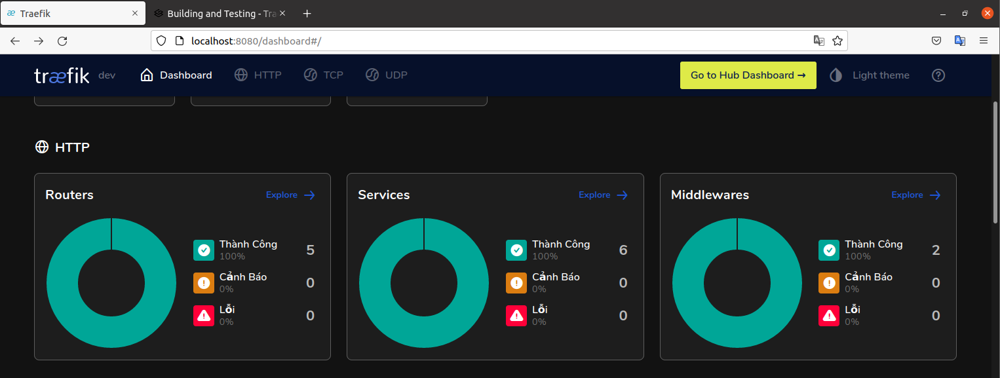 Traefik
Building and Testing - Tra
localhost:8080/dashboard#/
træfik dev Dashboard HTTP TCP UDP Go to Hub Dashboard → Light theme
HTTP
Routers Explore
Thành Công 5
100%
Cảnh Báo 0
0%
Lỗi 0
0%
Services Explore
Thành Công 6
100%
Cảnh Báo 0
0%
Lỗi 0
0%
Middlewares Explore
Thành Công 2
100%
Cảnh Báo 0
0%
Lỗi 0
0%